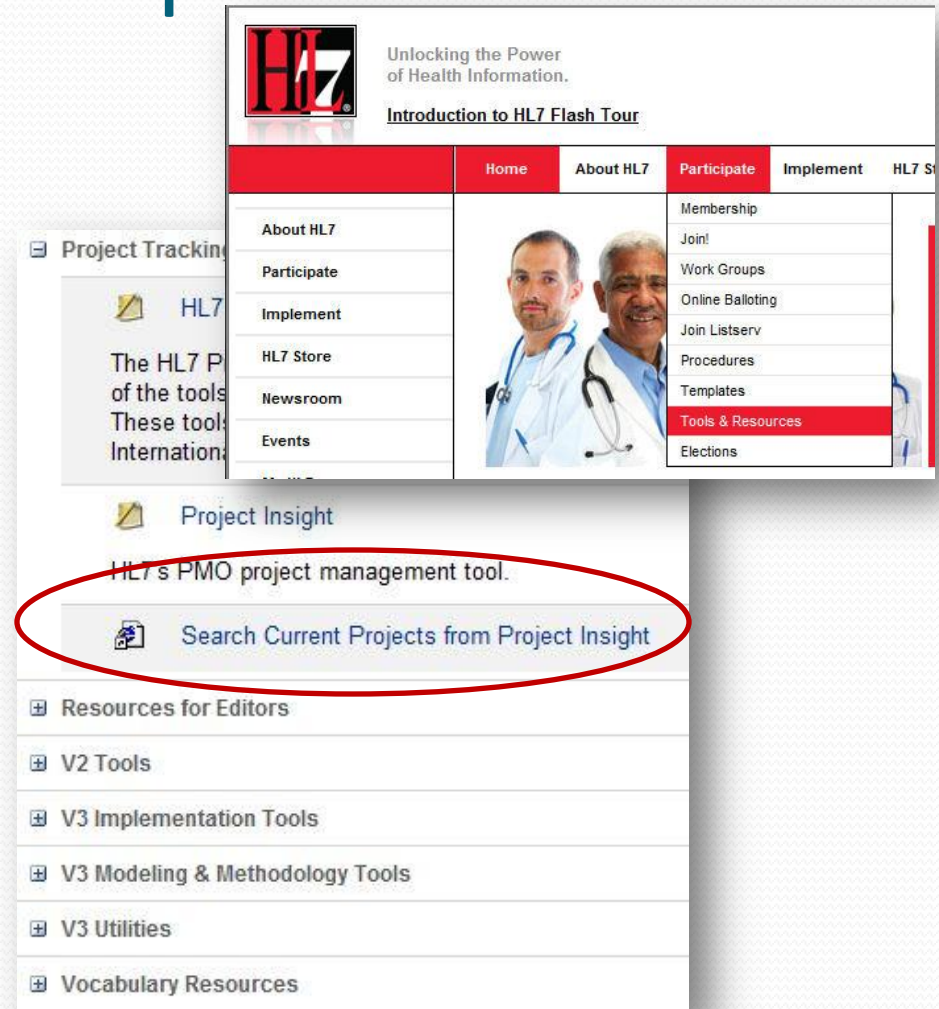 HL7
Unlocking the Power
of Health Information.
Introduction to HL7 Flash Tour
Home About HL7 Participate Implement HL7
About HL7
Participate
Implement
HL7 Store
Newsroom
Events
Membership
Join!
Work Groups
Online Balloting
Join Listserv
Procedures
Templates
Tools & Resources
Elections
Project Tracking
HL7
The HL7
of the tools
These tools
Project Insight
HL7's PMO project management tool.
Search Current Projects from Project Insight
Resources for Editors
V2 Tools
V3 Implementation Tools
V3 Modeling & Methodology Tools
V3 Utilities
Vocabulary Resources